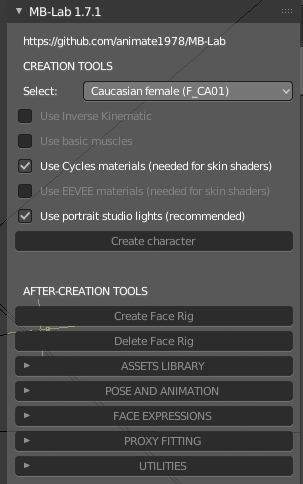 MB-Lab 1.7.1
https://github.com/animate1978/MB-Lab
CREATION TOOLS
Select: Caucasian female (F_CA01)
Use Inverse Kinematic
Use basic muscles
Use Cycles materials (needed for skin shaders)
Use EEVEE materials (needed for skin shaders)
Use portrait studio lights (recommended)
Create character
AFTER-CREATION TOOLS
Create Face Rig
Delete Face Rig
ASSETS LIBRARY
POSE AND ANIMATION
FACE EXPRESSIONS
PROXY FITTING
UTILITIES